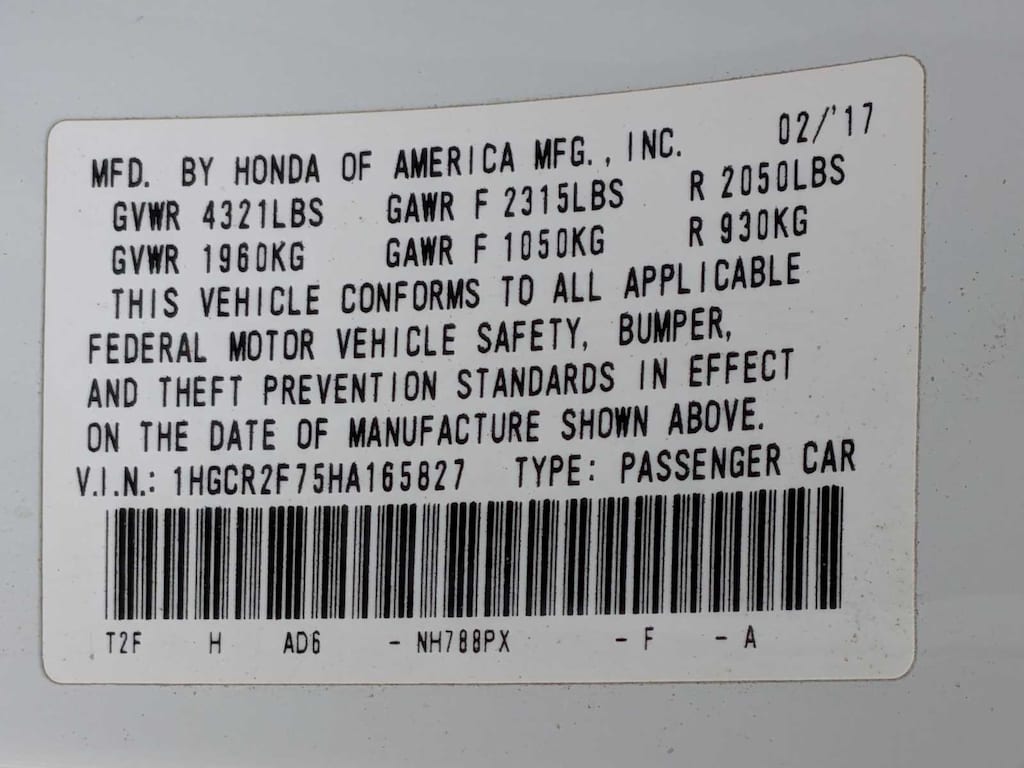 MFD. BY HONDA OF AMERICA MFG., INC. 02/'17
GVWR 4321LBS GAWR F 2315LBS R 2050LBS
GVWR 1960KG GAWR F 1050KG R 930KG
THIS VEHICLE CONFORMS TO ALL APPLICABLE
FEDERAL MOTOR VEHICLE SAFETY, BUMPER,
AND THEFT PREVENTION STANDARDS IN EFFECT
ON THE DATE OF MANUFACTURE SHOWN ABOVE.
V.I.N.: 1HGCR2F75HA165827 TYPE: PASSENGER CAR
T2F H AD6 - NH788PX - F - A